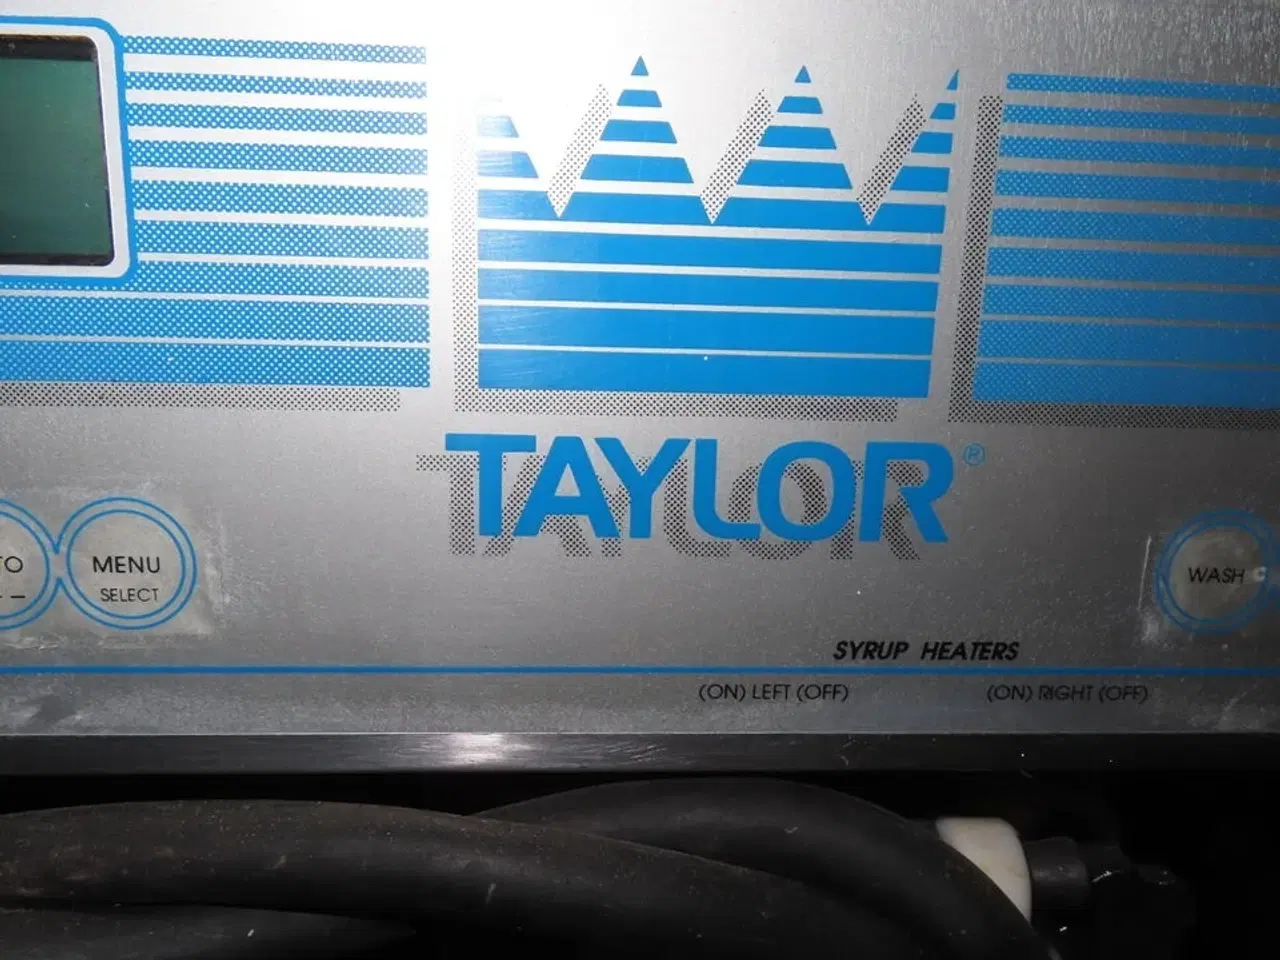 TAYLOR®
TO
MENU
SELECT
WASH
SYRUP HEATERS
(ON) LEFT (OFF)
(ON) RIGHT (OFF)